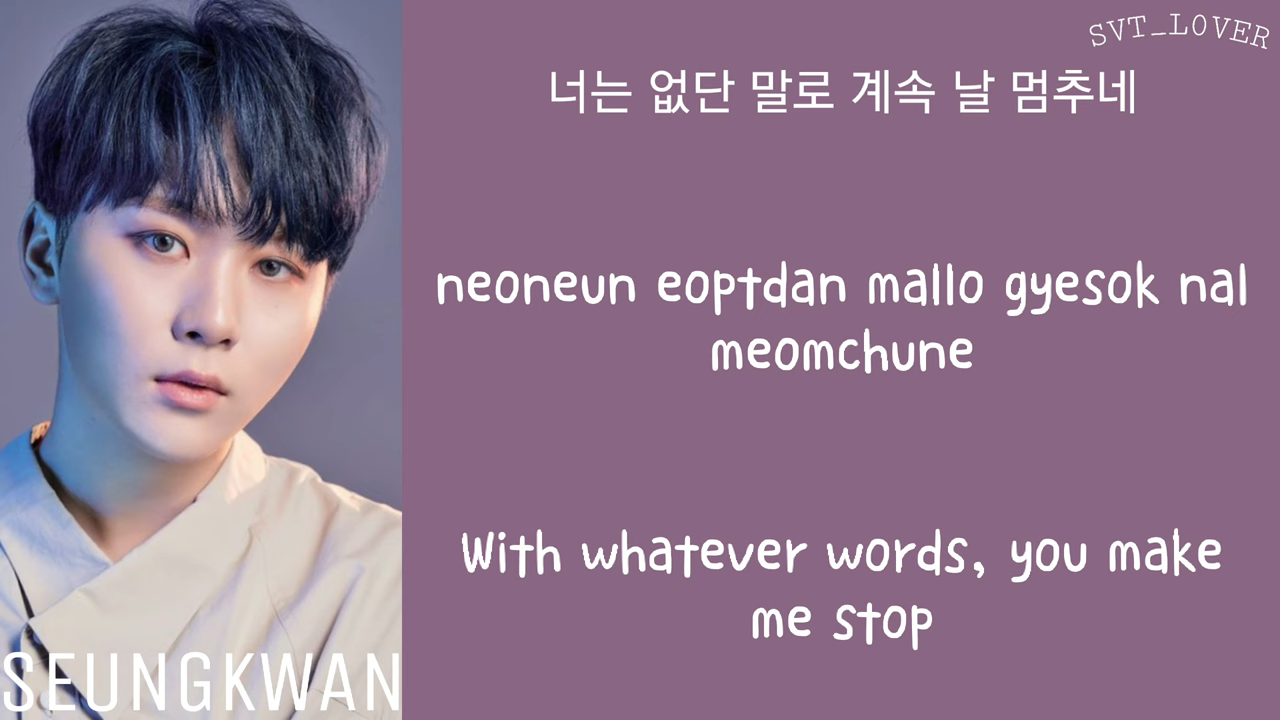 SVT_LOVER
너는 없단 말로 계속 날 멈추네
neoneun eoptdan mallo gyesok nal
meomchune
With whatever words, you make
me stop
SEUNGKWAN